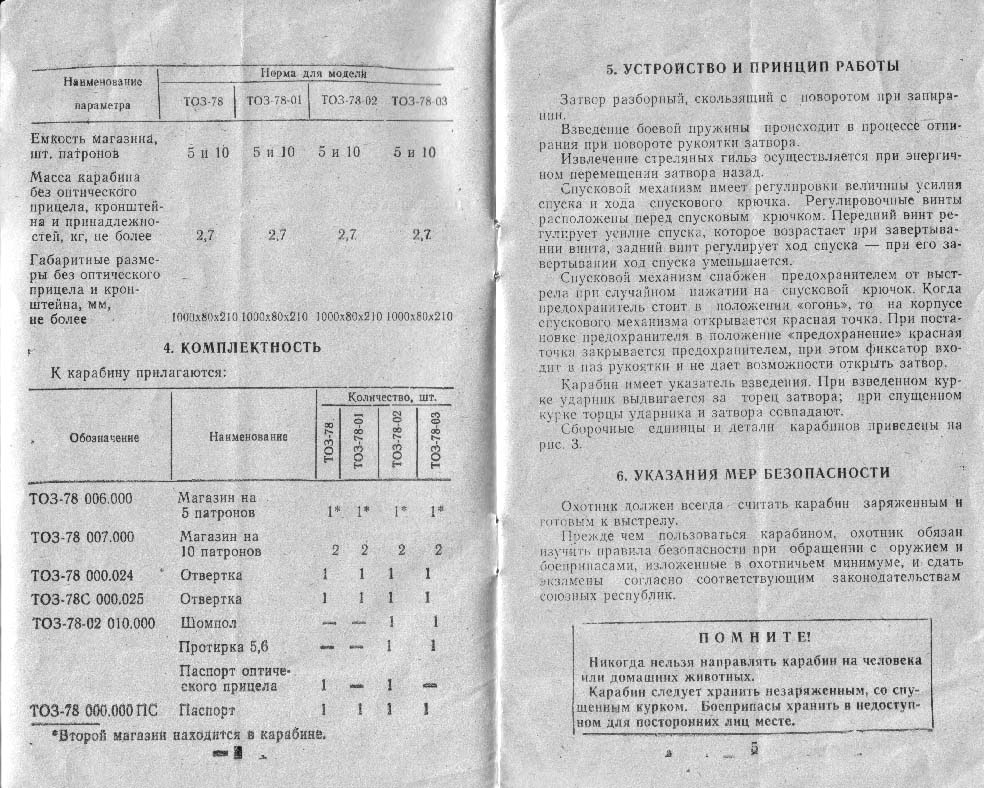 Наименование параметра | Норма для модели
ТОЗ-78 | ТОЗ-78-01 | ТОЗ-78-02 | ТОЗ-78-03
Емкость магазина,
шт. патронов 5 и 10 5 и 10 5 и 10 5 и 10
Масса карабина
без оптического
прицела, кронштей-
на и принадлежно-
стей, кг, не более 2,7 2,7 2,7 2,7
Габаритные разме-
ры без оптического
прицела и крон-
штейна, мм,
не более 1000х80х210 1000х80х210 1000х80х210 1000х80х210
4. КОМПЛЕКТНОСТЬ
К карабину прилагаются:
Обозначение | Наименование | Количество, шт.
ТОЗ-78 | ТОЗ-78-01 | ТОЗ-78-02 | ТОЗ-78-03
ТОЗ-78 006.000 Магазин на
5 патронов 1* 1* 1* 1*
ТОЗ-78 007.000 Магазин на
10 патронов 2 2 2 2
ТОЗ-78 000.024 Отвертка 1 1 1 1
ТОЗ-78С 000.025 Отвертка 1 1 1 1
ТОЗ-78-02 010.000 Шомпол — — 1 1
Протирка 5,6 — — 1 1
Паспорт оптиче-
ского прицела 1 — 1 —
ТОЗ-78 000.000 ПС Паспорт 1 1 1 1
*Второй магазин находится в карабине.
5. УСТРОЙСТВО И ПРИНЦИП РАБОТЫ
Затвор разборный, скользящий с поворотом при запира-
нии.
Взведение боевой пружины происходит в процессе отпи-
рания при повороте рукоятки затвора.
Извлечение стреляных гильз осуществляется при энергич-
ном перемещении затвора назад.
Спусковой механизм имеет регулировки величины усилия
спуска и хода спускового крючка. Регулировочные винты
расположены перед спусковым крючком. Передний винт ре-
гулирует усилие спуска, которое возрастает при завертыва-
нии винта, задний винт регулирует ход спуска — при его за-
вертывании ход спуска уменьшается.
Спусковой механизм снабжен предохранителем от выст-
рела при случайном нажатии на спусковой крючок. Когда
предохранитель стоит в положении «огонь», то на корпусе
спускового механизма открывается красная точка. При поста-
новке предохранителя в положение «предохранение» красная
точка закрывается предохранителем, при этом фиксатор вхо-
дит в паз рукоятки и не дает возможности открыть затвор.
Карабин имеет указатель взведения. При взведенном кур-
ке ударник выдвигается за торец затвора; при спущенном
курке торцы ударника и затвора совпадают.
Сборочные единицы и детали карабинов приведены на
рис. 3.
6. УКАЗАНИЯ МЕР БЕЗОПАСНОСТИ
Охотник должен всегда считать карабин заряженным и
готовым к выстрелу.
Прежде чем пользоваться карабином, охотник обязан
изучить правила безопасности при обращении с оружием и
боеприпасами, изложенные в охотничьем минимуме, и сдать
экзамены согласно соответствующим законодательствам
союзных республик.
ПОМНИТЕ!
Никогда нельзя направлять карабин на человека
или домашних животных.
Карабин следует хранить незаряженным, со спу-
щенным курком. Боеприпасы хранить в недоступ-
ном для посторонних лиц месте.
5